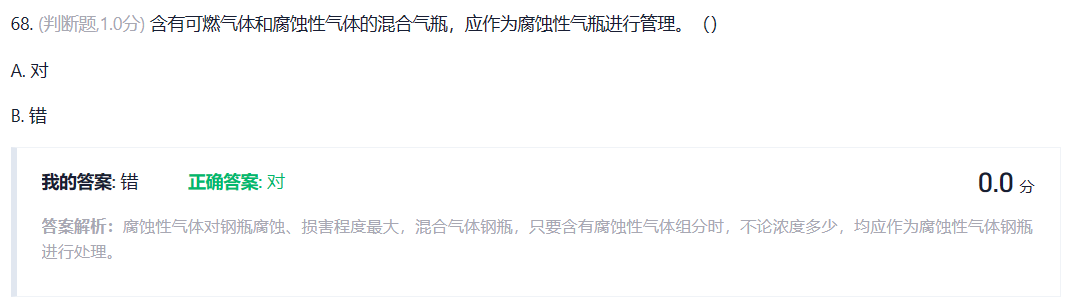 68. (判断题,1.0分) 含有可燃气体和腐蚀性气体的混合气瓶，应作为腐蚀性气瓶进行管理。（）
A. 对
B. 错
我的答案: 错 正确答案: 对 0.0 分
答案解析：腐蚀性气体对钢瓶腐蚀、损害程度最大，混合气体钢瓶，只要含有腐蚀性气体组分时，不论浓度多少，均应作为腐蚀性气体钢瓶
进行处理。